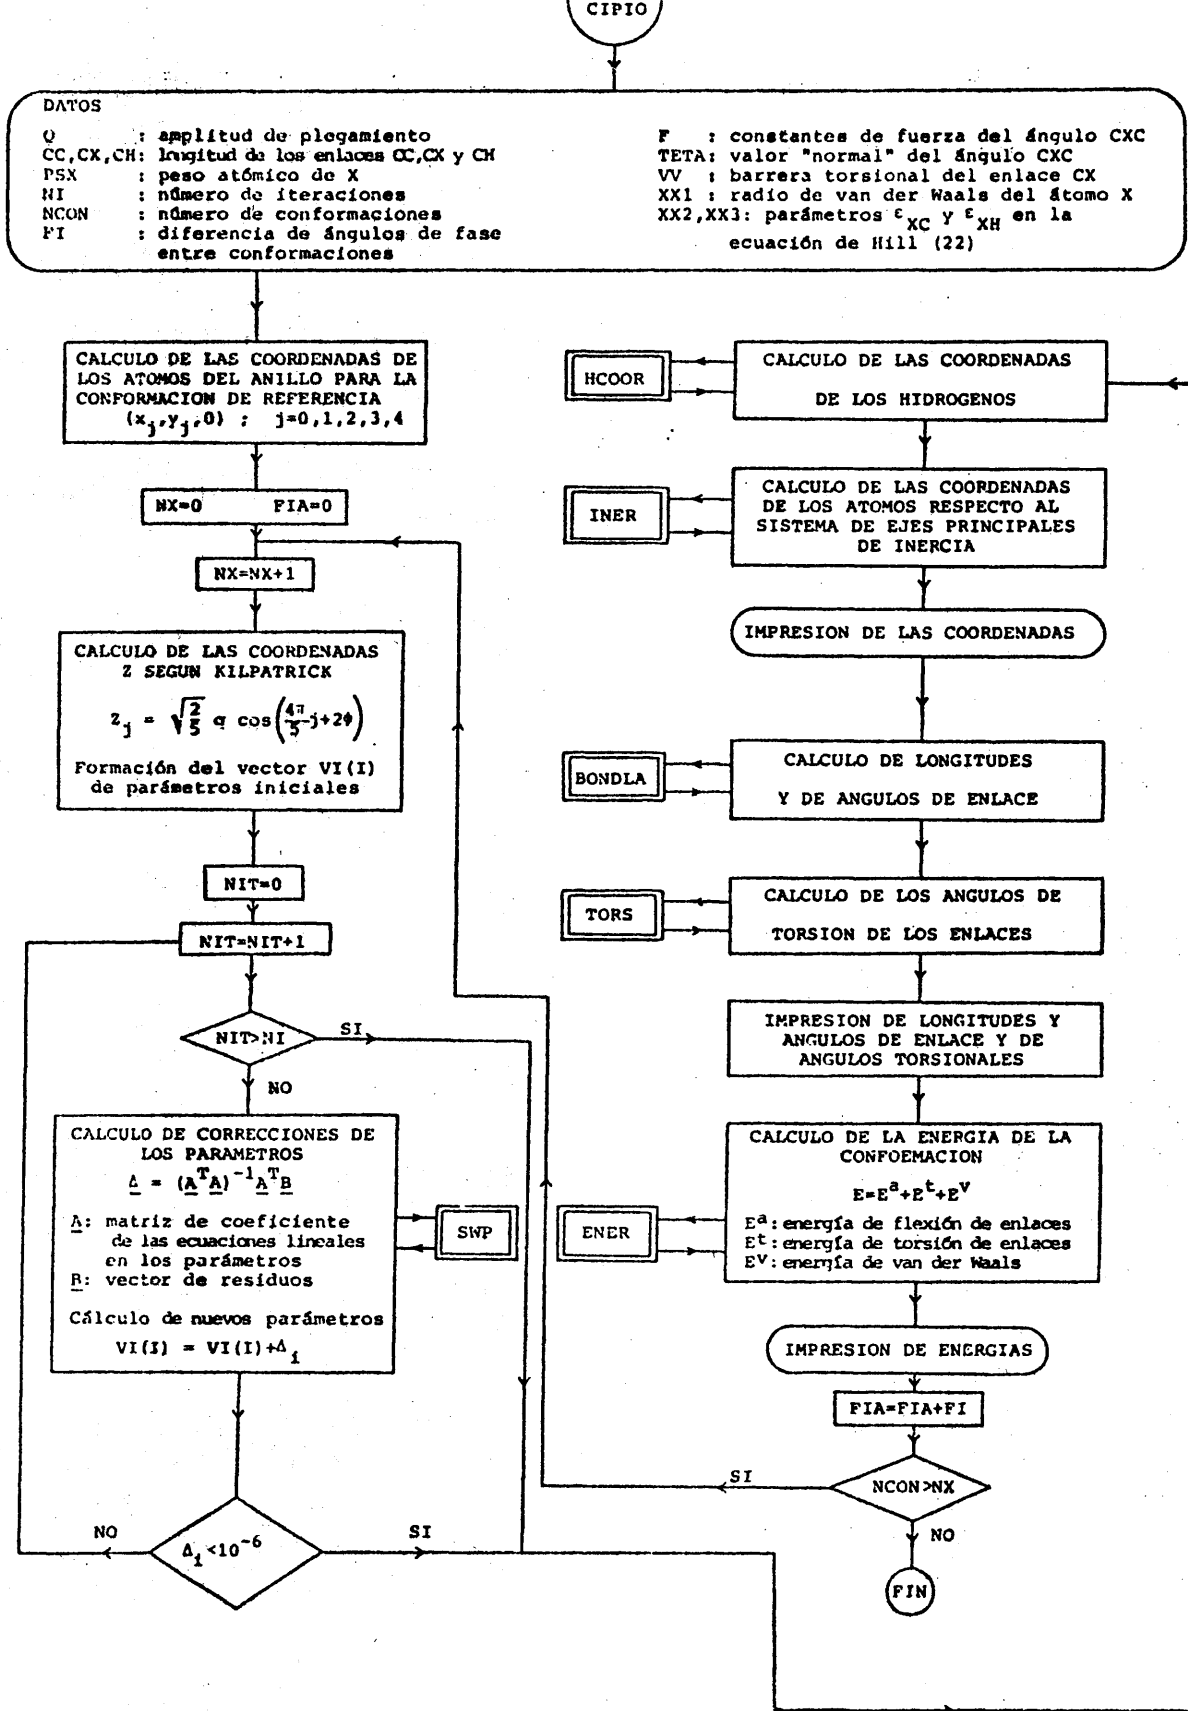 CIPIO
DATOS
Q : amplitud de plegamiento
CC,CX,CH: longitud de los enlaces CC,CX y CH
PSX : peso atómico de X
NI : número de iteraciones
NCON : número de conformaciones
FI : diferencia de ángulos de fase
entre conformaciones
F : constantes de fuerza del ángulo CXC
TETA: valor "normal" del ángulo CXC
VV : barrera torsional del enlace CX
XX1 : radio de van der Waals del átomo X
XX2,XX3: parámetros ε_XC y ε_XH en la
ecuación de Hill (22)
CALCULO DE LAS COORDENADAS DE
LOS ATOMOS DEL ANILLO PARA LA
CONFORMACION DE REFERENCIA
(x_j,y_j,0) ; j=0,1,2,3,4
NX=0 FIA=0
NX=NX+1
CALCULO DE LAS COORDENADAS
Z SEGUN KILPATRICK
Z_j = √(2/5) q cos(4π/5 j+2φ)
Formación del vector VI(I)
de parámetros iniciales
NIT=0
NIT=NIT+1
NIT>NI
SI
NO
CALCULO DE CORRECCIONES DE
LOS PARAMETROS
Δ = (A^T A)^-1 A^T B
A: matriz de coeficiente
de las ecuaciones lineales
en los parámetros
B: vector de residuos
Cálculo de nuevos parámetros
VI(I) = VI(I)+Δ_i
SWP
NO
Δ_i<10^-6
SI
HCOOR
CALCULO DE LAS COORDENADAS
DE LOS HIDROGENOS
INER
CALCULO DE LAS COORDENADAS
DE LOS ATOMOS RESPECTO AL
SISTEMA DE EJES PRINCIPALES
DE INERCIA
IMPRESION DE LAS COORDENADAS
BONDLA
CALCULO DE LONGITUDES
Y DE ANGULOS DE ENLACE
TORS
CALCULO DE LOS ANGULOS DE
TORSION DE LOS ENLACES
IMPRESION DE LONGITUDES Y
ANGULOS DE ENLACE Y DE
ANGULOS TORSIONALES
ENER
CALCULO DE LA ENERGIA DE LA
CONFOEMACION
E=E^a+E^t+E^v
E^a: energía de flexión de enlaces
E^t: energía de torsión de enlaces
E^v: energía de van der Waals
IMPRESION DE ENERGIAS
FIA=FIA+FI
SI
NCON>NX
NO
FIN